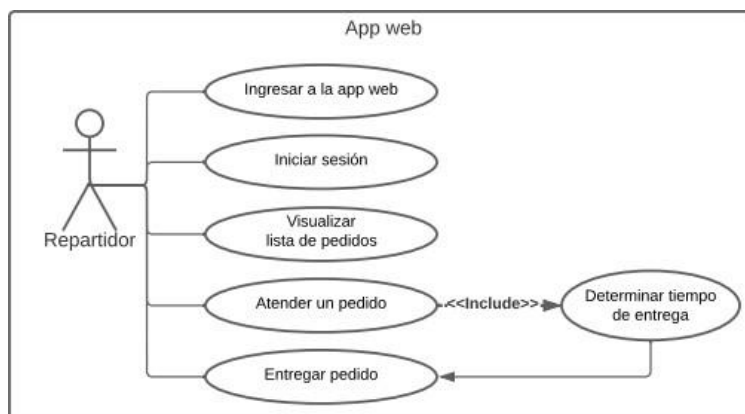 App web
Ingresar a la app web
Iniciar sesión
Repartidor
Visualizar
lista de pedidos
Atender un pedido
<<Include>>
Determinar tiempo
de entrega
Entregar pedido